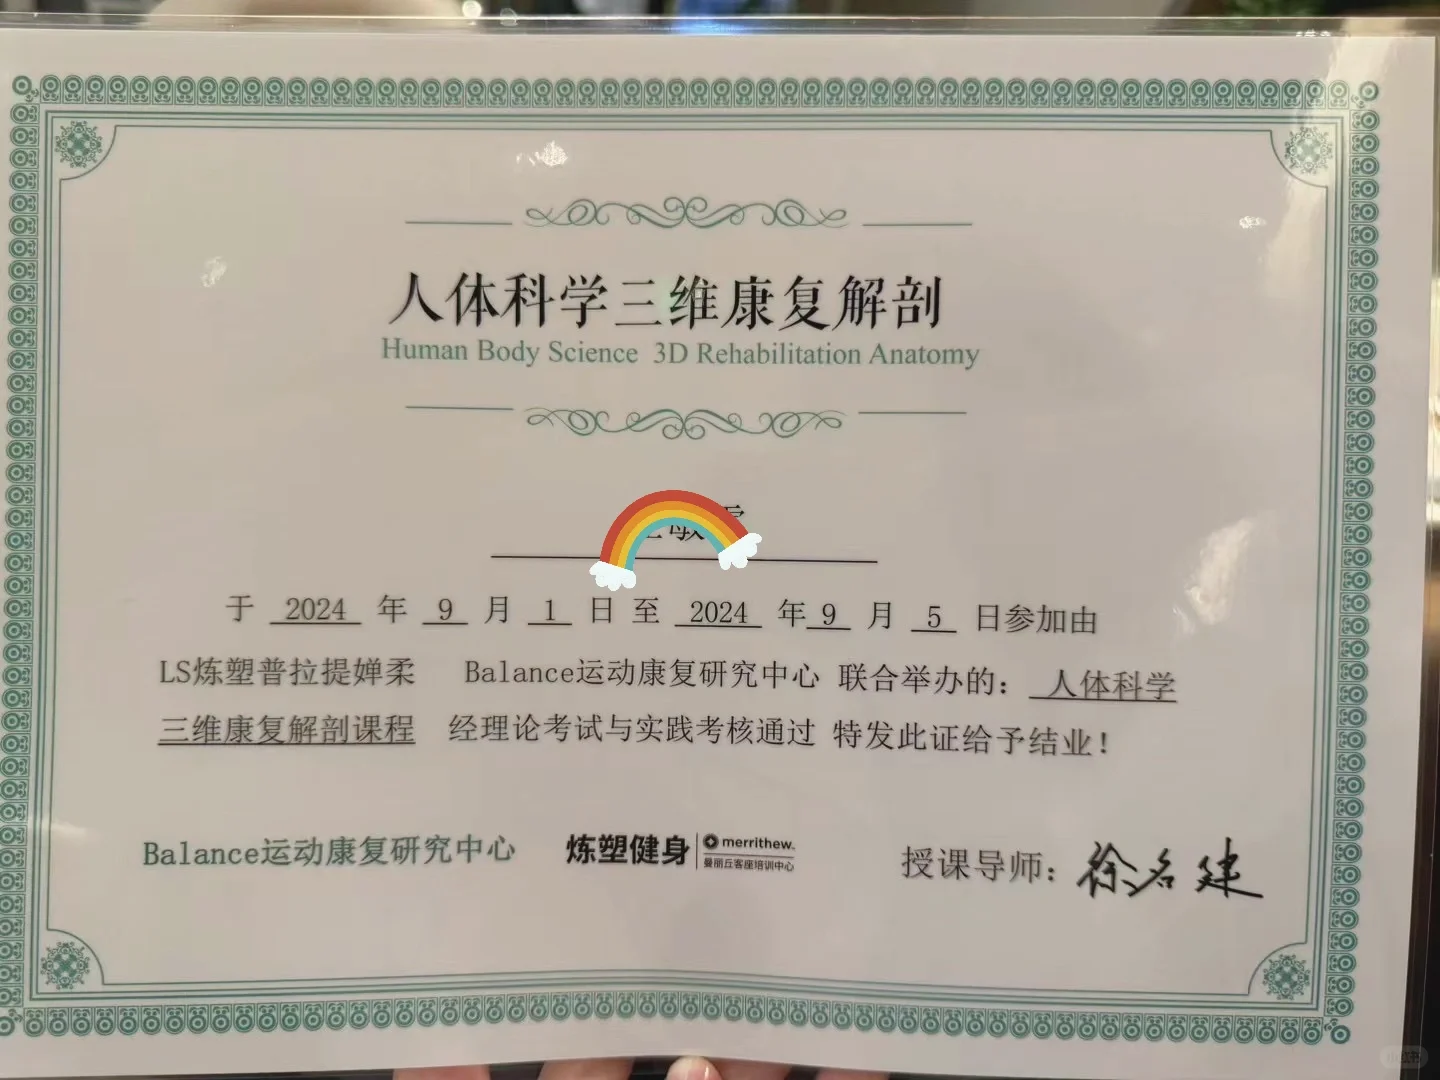 人体科学三维康复解剖
Human Body Science 3D Rehabilitation Anatomy
于 2024 年 9 月 1 日 至 2024 年 9 月 5 日参加由
LS炼塑普拉提婵柔 Balance运动康复研究中心 联合举办的: 人体科学
三维康复解剖课程 经理论考试与实践考核通过 特发此证给予结业!
Balance运动康复研究中心
炼塑健身
merrithew.
曼丽丘客座培训中心
授课导师: 徐名建
小红书